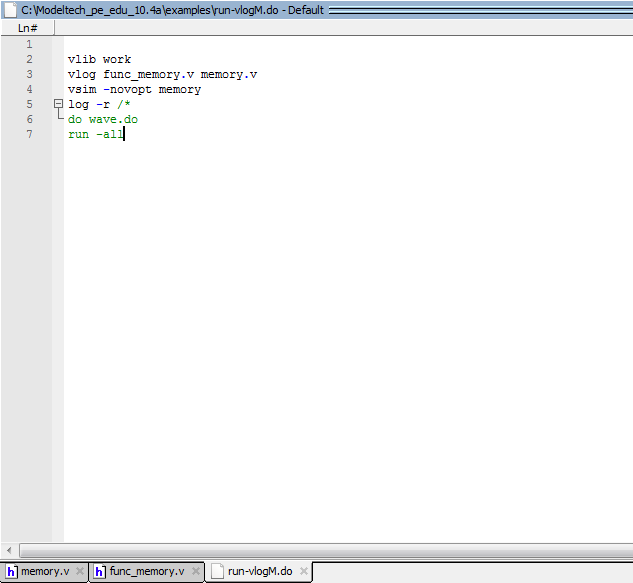 C:\Modeltech_pe_edu_10.4a\examples\run-vlogM.do - Default
Ln#
1
2 vlib work
3 vlog func_memory.v memory.v
4 vsim -novopt memory
5 log -r /*
6 do wave.do
7 run -all
memory.v func_memory.v run-vlogM.do